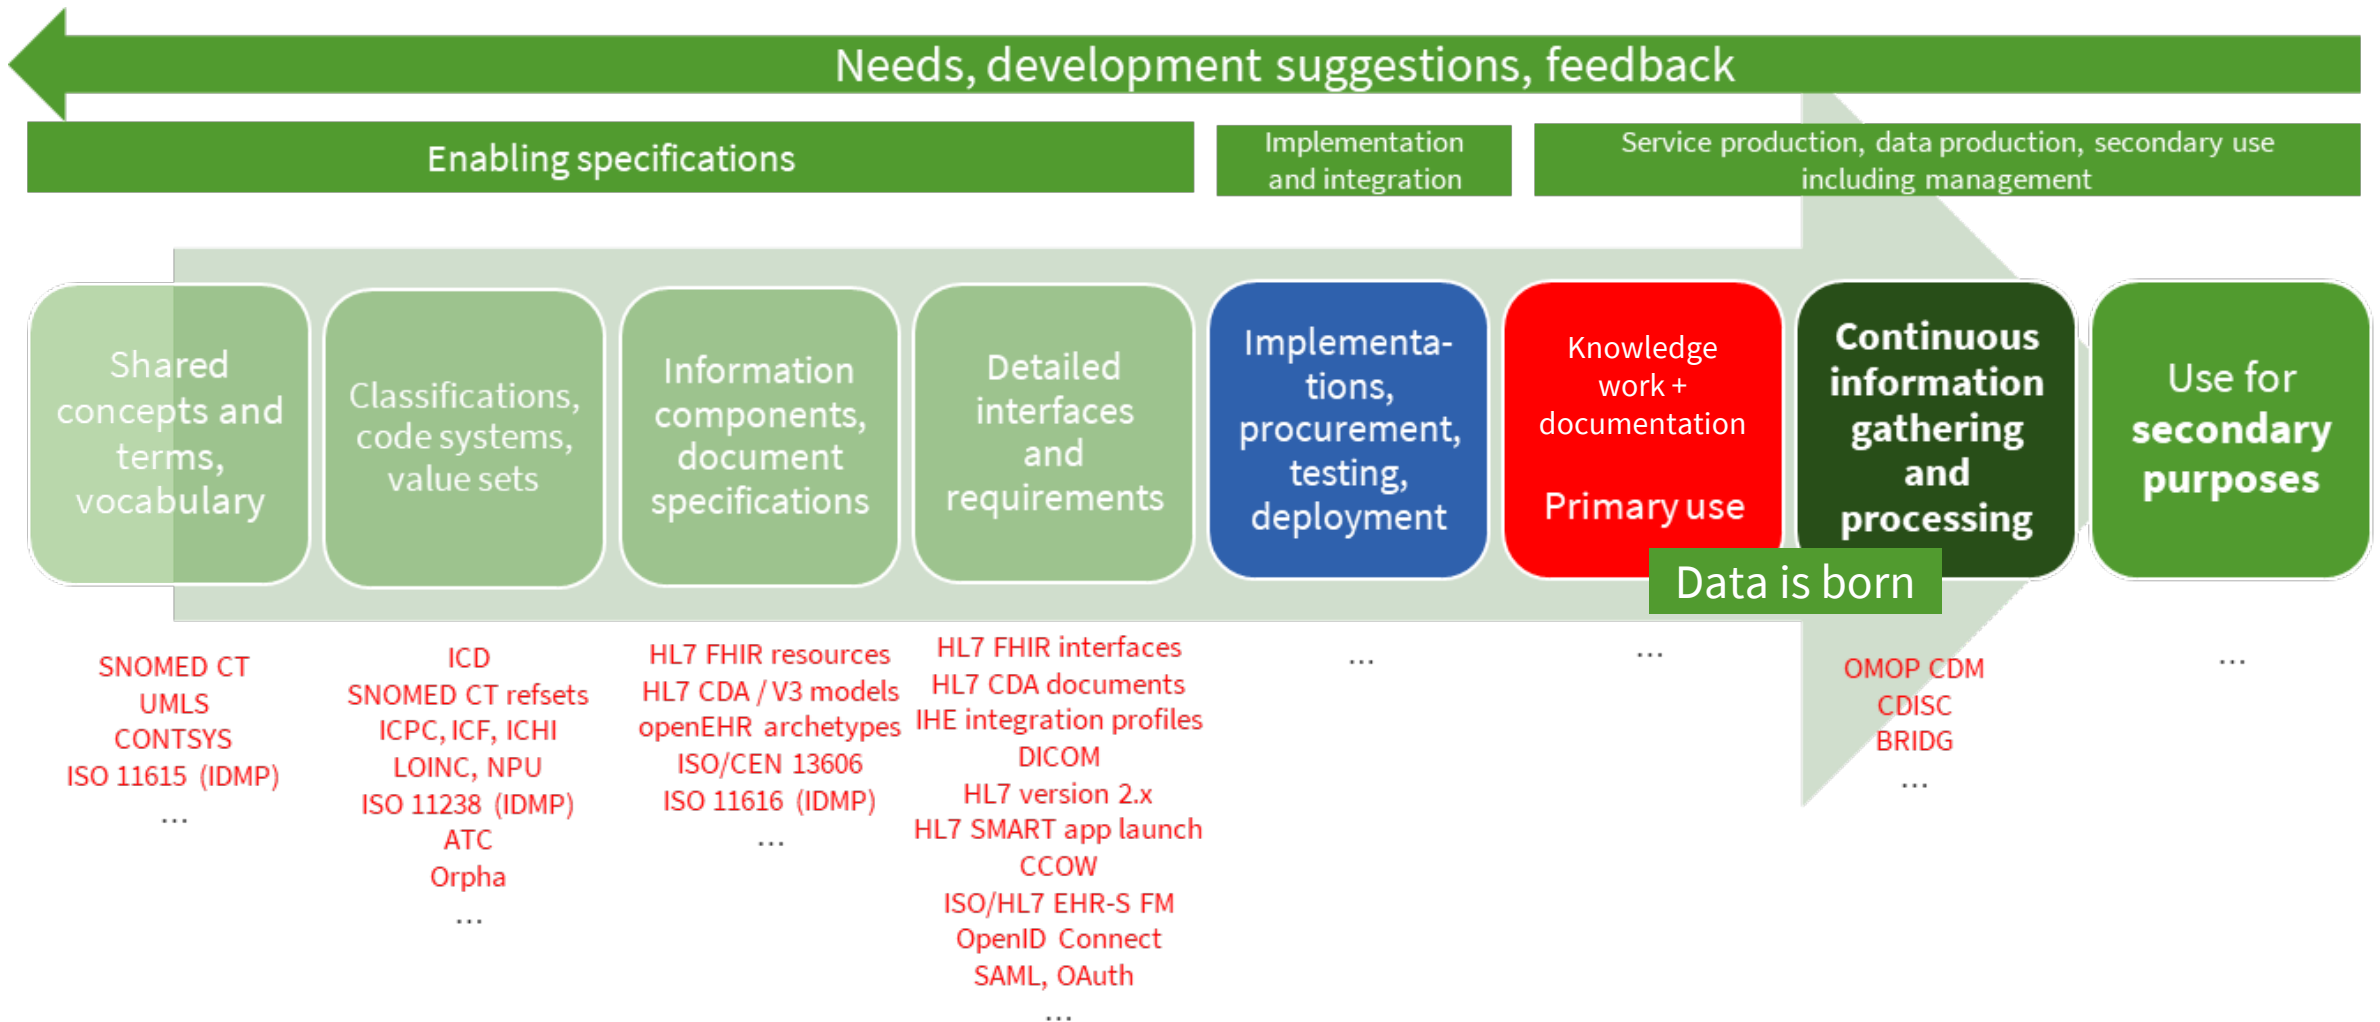 Needs, development suggestions, feedback
Enabling specifications
Implementation
and integration
Service production, data production, secondary use
including management
Shared
concepts and
terms,
vocabulary
Classifications,
code systems,
value sets
Information
components,
document
specifications
Detailed
interfaces
and
requirements
Implementa-
tions,
procurement,
testing,
deployment
Knowledge
work +
documentation
Primary use
Continuous
information
gathering
and
processing
Use for
secondary
purposes
Data is born
SNOMED CT
UMLS
CONTSYS
ISO 11615 (IDMP)
...
ICD
SNOMED CT refsets
ICPC, ICF, ICHI
LOINC, NPU
ISO 11238 (IDMP)
ATC
Orpha
...
HL7 FHIR resources
HL7 CDA / V3 models
openEHR archetypes
ISO/CEN 13606
ISO 11616 (IDMP)
...
HL7 FHIR interfaces
HL7 CDA documents
IHE integration profiles
DICOM
HL7 version 2.x
HL7 SMART app launch
CCOW
ISO/HL7 EHR-S FM
OpenID Connect
SAML, OAuth
...
...
...
OMOP CDM
CDISC
BRIDG
...
...